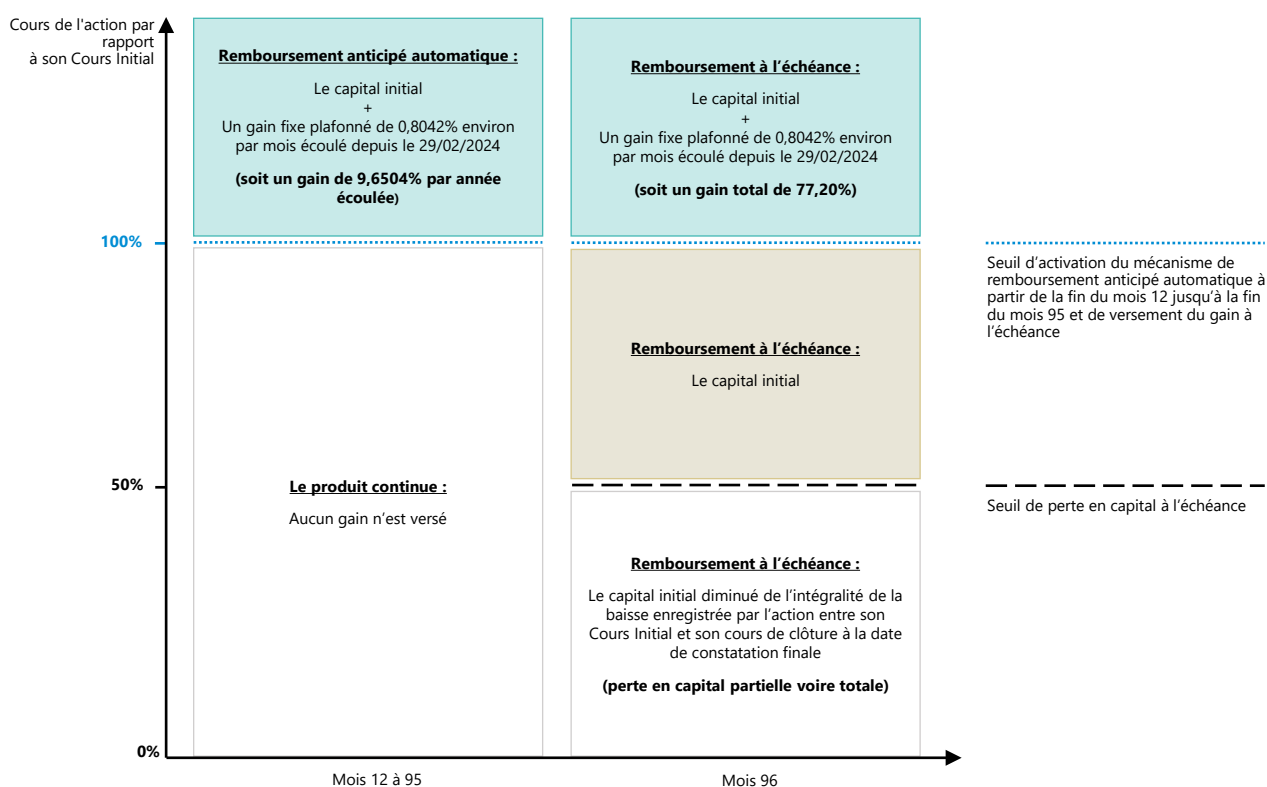 Cours de l'action par
rapport
à son Cours Initial
Remboursement anticipé automatique :
Le capital initial
+
Un gain fixe plafonné de 0,8042% environ
par mois écoulé depuis le 29/02/2024
(soit un gain de 9,6504% par année
écoulée)
Remboursement à l’échéance :
Le capital initial
+
Un gain fixe plafonné de 0,8042% environ
par mois écoulé depuis le 29/02/2024
(soit un gain total de 77,20%)
100%
Seuil d’activation du mécanisme de
remboursement anticipé automatique à
partir de la fin du mois 12 jusqu’à la fin
du mois 95 et de versement du gain à
l’échéance
Remboursement à l’échéance :
Le capital initial
50%
Le produit continue :
Aucun gain n’est versé
Seuil de perte en capital à l’échéance
Remboursement à l’échéance :
Le capital initial diminué de l’intégralité de la
baisse enregistrée par l’action entre son
Cours Initial et son cours de clôture à la date
de constatation finale
(perte en capital partielle voire totale)
0%
Mois 12 à 95
Mois 96